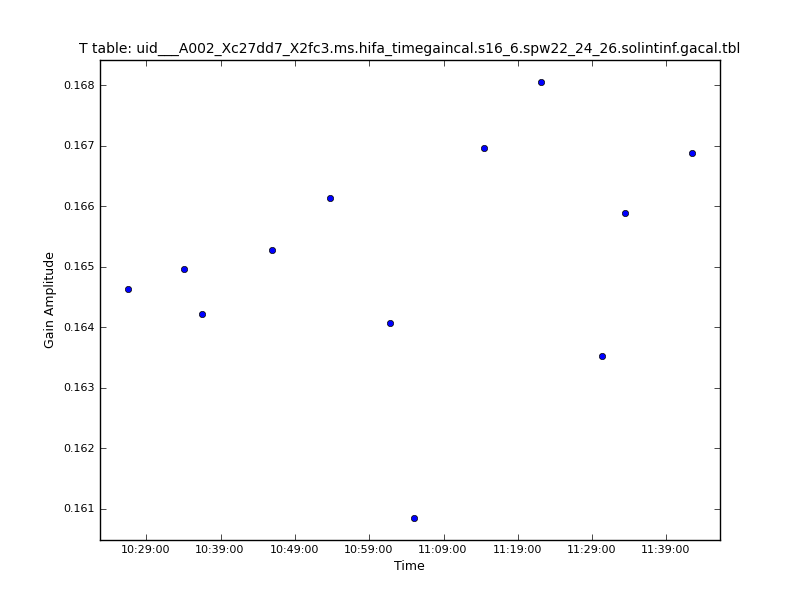 T table: uid___A002_Xc27dd7_X2fc3.ms.hifa_timegaincal.s16_6.spw22_24_26.solintinf.gacal.tbl
0.168
0.167
0.166
0.165
0.164
0.163
0.162
0.161
Gain Amplitude
10:29:00 10:39:00 10:49:00 10:59:00 11:09:00 11:19:00 11:29:00 11:39:00
Time